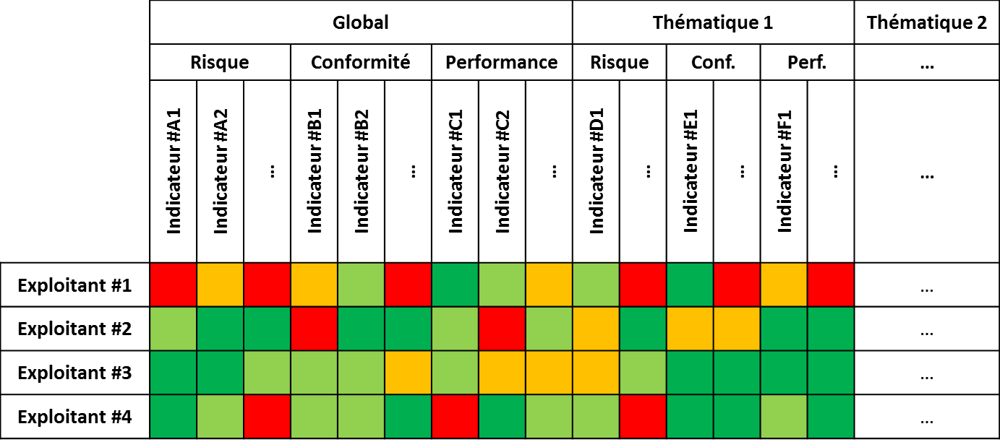 Global Thématique 1 Thématique 2
Risque Conformité Performance Risque Conf. Perf. ...
Indicateur #A1
Indicateur #A2
...
Indicateur #B1
Indicateur #B2
...
Indicateur #C1
Indicateur #C2
...
Indicateur #D1
...
Indicateur #E1
...
Indicateur #F1
...
...
Exploitant #1 ...
Exploitant #2 ...
Exploitant #3 ...
Exploitant #4 ...